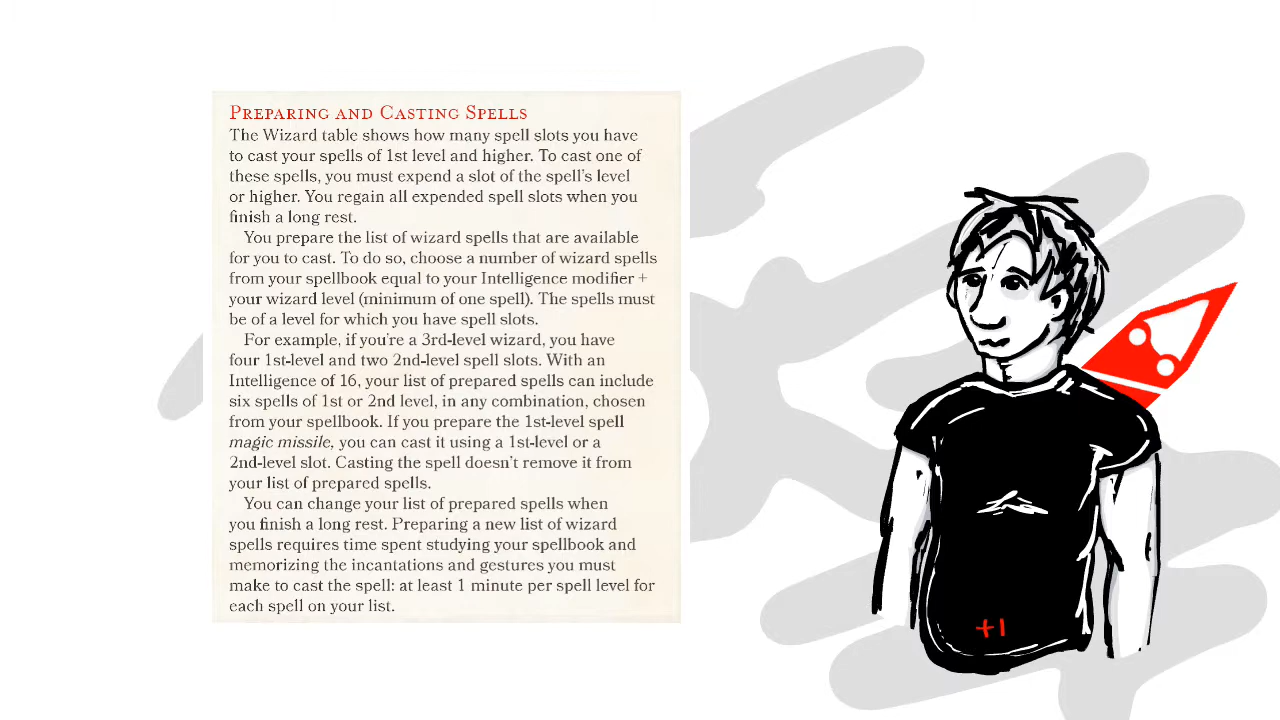 Preparing and Casting Spells
The Wizard table shows how many spell slots you have
to cast your spells of 1st level and higher. To cast one of
these spells, you must expend a slot of the spell's level
or higher. You regain all expended spell slots when you
finish a long rest.
You prepare the list of wizard spells that are available
for you to cast. To do so, choose a number of wizard spells
from your spellbook equal to your Intelligence modifier +
your wizard level (minimum of one spell). The spells must
be of a level for which you have spell slots.
For example, if you're a 3rd-level wizard, you have
four 1st-level and two 2nd-level spell slots. With an
Intelligence of 16, your list of prepared spells can include
six spells of 1st or 2nd level, in any combination, chosen
from your spellbook. If you prepare the 1st-level spell
magic missile, you can cast it using a 1st-level or a
2nd-level slot. Casting the spell doesn't remove it from
your list of prepared spells.
You can change your list of prepared spells when
you finish a long rest. Preparing a new list of wizard
spells requires time spent studying your spellbook and
memorizing the incantations and gestures you must
make to cast the spell: at least 1 minute per spell level for
each spell on your list.
+1